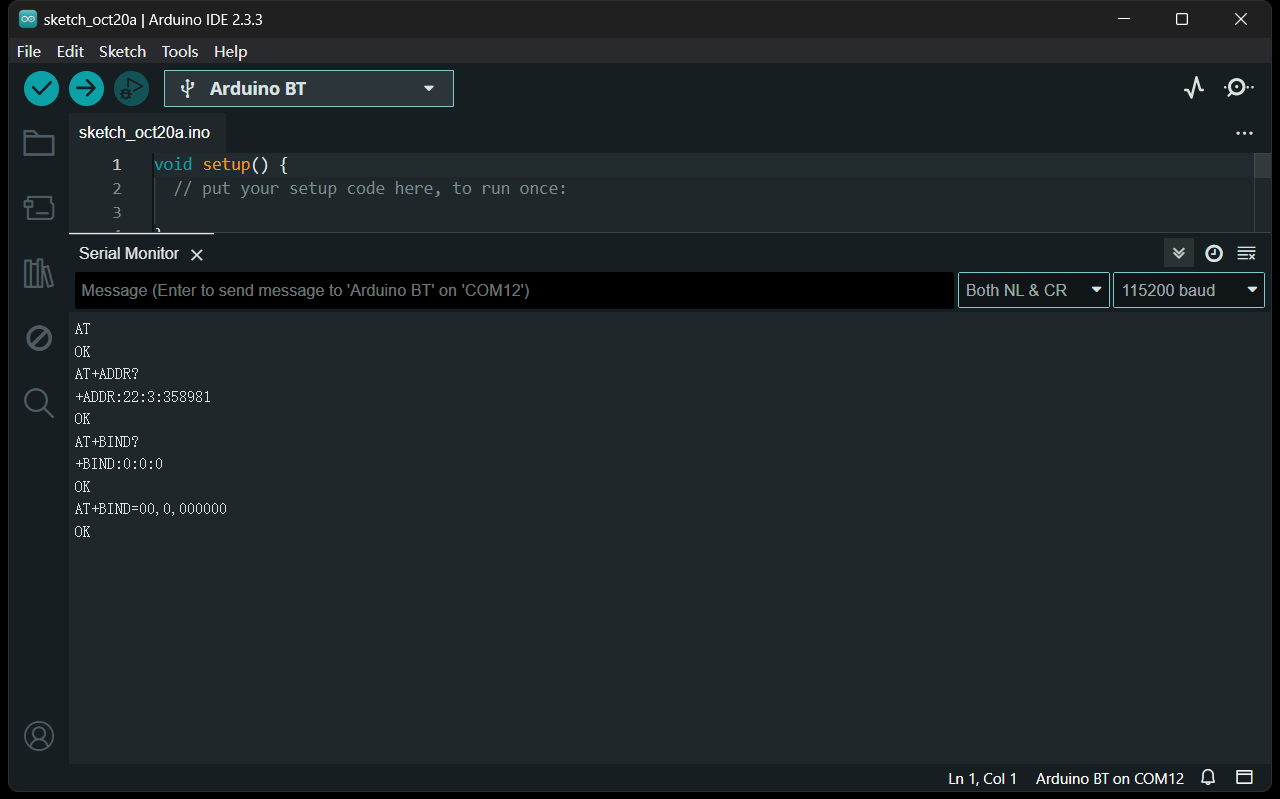 sketch_oct20a | Arduino IDE 2.3.3
File Edit Sketch Tools Help
Arduino BT
sketch_oct20a.ino
1 void setup() {
2 // put your setup code here, to run once:
3
Serial Monitor
Message (Enter to send message to 'Arduino BT' on 'COM12')
Both NL & CR
115200 baud
AT
OK
AT+ADDR?
+ADDR:22:3:358981
OK
AT+BIND?
+BIND:0:0:0
OK
AT+BIND=00,0,000000
OK
Ln 1, Col 1 Arduino BT on COM12